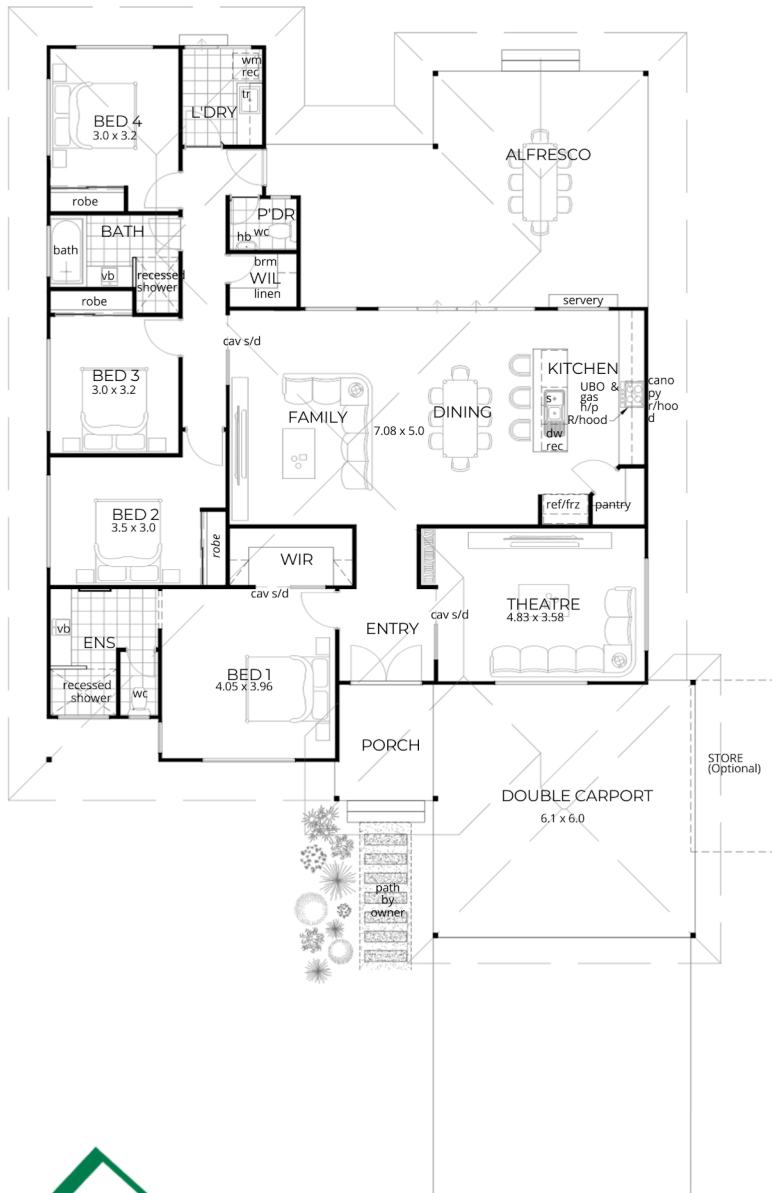 wm
rec
tr
L'DRY
BED 4
3.0 x 3.2
ALFRESCO
robe
P'DR
wc
hb
BATH
bath
vb
recessed
shower
brm
WIL
linen
robe
servery
cav s/d
BED 3
3.0 x 3.2
FAMILY
DINING
7.08 x 5.0
KITCHEN
UBO &
gas
h/p
R/hood
s
dw
rec
cano
py
r/hoo
d
ref/frz
pantry
BED 2
3.5 x 3.0
robe
WIR
cav s/d
ENTRY
cav s/d
THEATRE
4.83 x 3.58
vb
ENS
recessed
shower
wc
BED 1
4.05 x 3.96
PORCH
STORE
(Optional)
DOUBLE CARPORT
6.1 x 6.0
path
by
owner